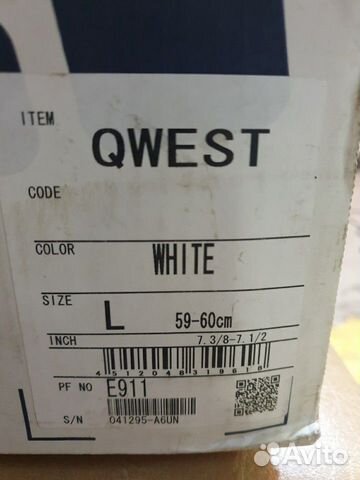 ITEM
QWEST
CODE
COLOR
WHITE
SIZE
L 59-60cm
INCH 7.3/8-7.1/2
4512048319618
PF NO E911
S/N 041295-A6UN
Avito